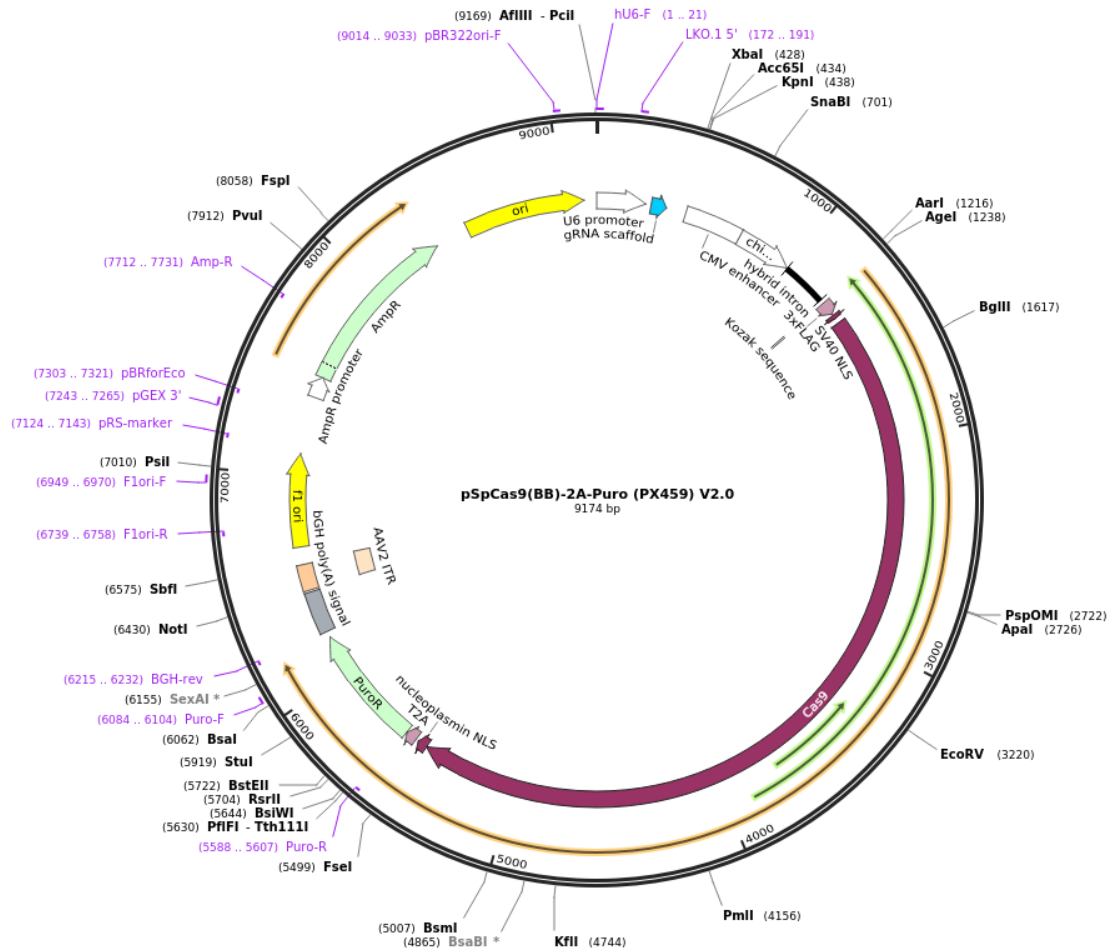 (9169) AflIII - PciI
hU6-F (1 .. 21)
(9014 .. 9033) pBR322ori-F
LKO.1 5' (172 .. 191)
XbaI (428)
Acc65I (434)
KpnI (438)
SnaBI (701)
9000
1000
(8058) FspI
(7912) PvuI
8000
AarI (1216)
AgeI (1238)
ori
U6 promoter
gRNA scaffold
chi...
CMV enhancer
hybrid intron
3xFLAG
SV40 NLS
Kozak sequence
(7712 .. 7731) Amp-R
AmpR
BglII (1617)
(7303 .. 7321) pBRforEco
(7243 .. 7265) pGEX 3'
AmpR promoter
2000
(7124 .. 7143) pRS-marker
(7010) PsiI
(6949 .. 6970) F1ori-F
7000
f1 ori
pSpCas9(BB)-2A-Puro (PX459) V2.0
9174 bp
(6739 .. 6758) F1ori-R
bGH poly(A) signal
AAV2 ITR
(6575) SbfI
(6430) NotI
PspOMI (2722)
ApaI (2726)
3000
(6215 .. 6232) BGH-rev
(6155) SexAI *
(6084 .. 6104) Puro-F
PuroR
nucleoplasmin NLS
T2A
Cas9
6000
(6062) BsaI
(5919) StuI
EcoRV (3220)
(5722) BstEII
(5704) RsrII
(5644) BsiWI
(5630) PflFI - Tth111I
(5588 .. 5607) Puro-R
(5499) FseI
4000
5000
PmlI (4156)
(5007) BsmI
(4865) BsaBI *
KflI (4744)